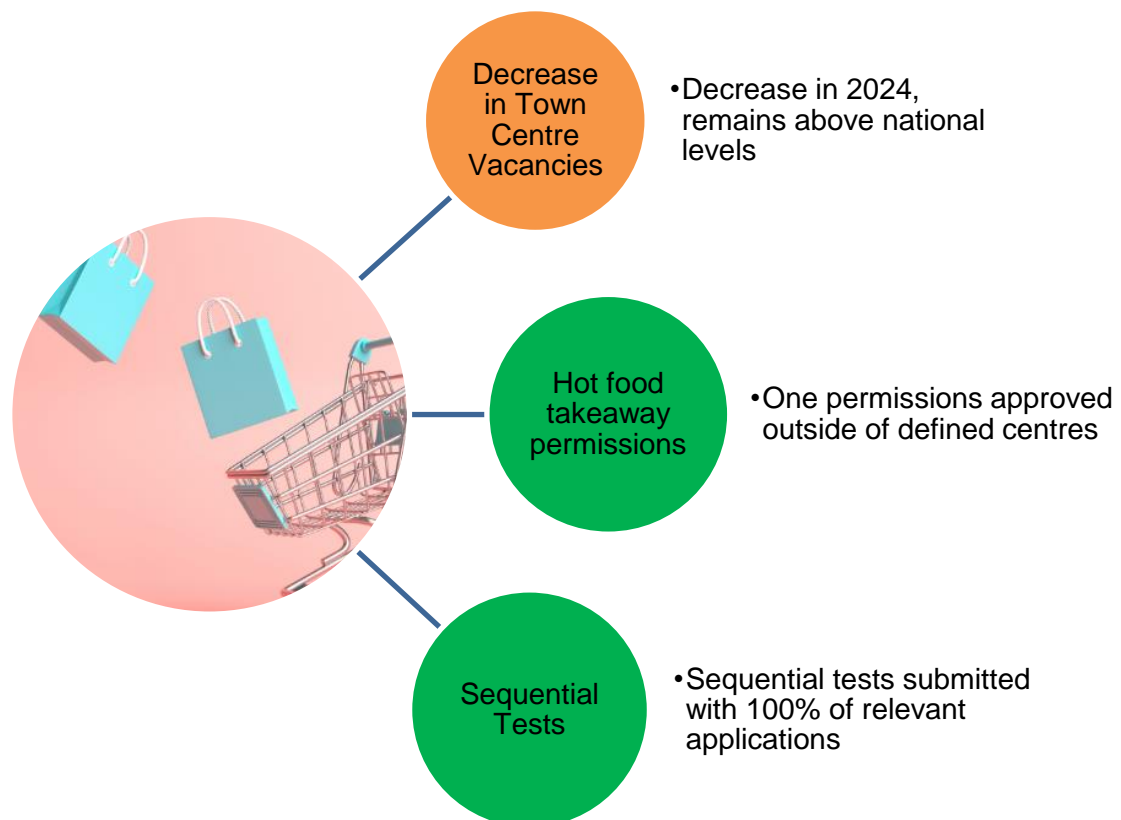 Decrease
in Town
Centre
Vacancies
•Decrease in 2024,
remains above national
levels
Hot food
takeaway
permissions
•One permissions approved
outside of defined centres
Sequential
Tests
•Sequential tests submitted
with 100% of relevant
applications